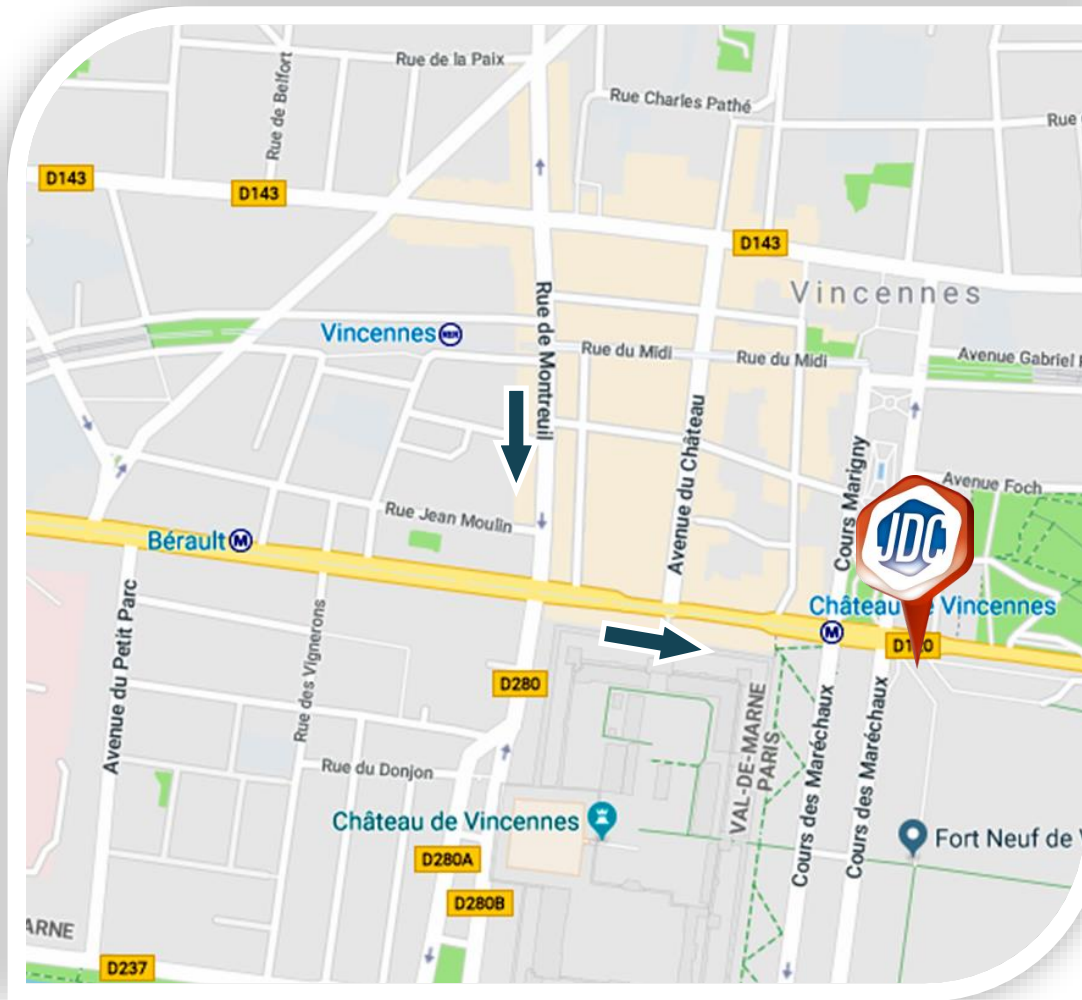 Rue de la Paix
Rue de Belfort
Rue Charles Pathé
Rue
D143
D143
D143
Vincennes
Vincennes
RER
Rue de Montreuil
Rue du Midi
Rue du Midi
Avenue Gabriel
Avenue du Château
Cours Marigny
Avenue Foch
Rue Jean Moulin
JDC
Bérault M
Château de Vincennes
M
Avenue du Petit Parc
Rue des Vignerons
D280
VAL-DE-MARNE
PARIS
Cours des Maréchaux
Cours des Maréchaux
Rue du Donjon
Château de Vincennes
Fort Neuf de
D280A
D280B
ARNE
D237